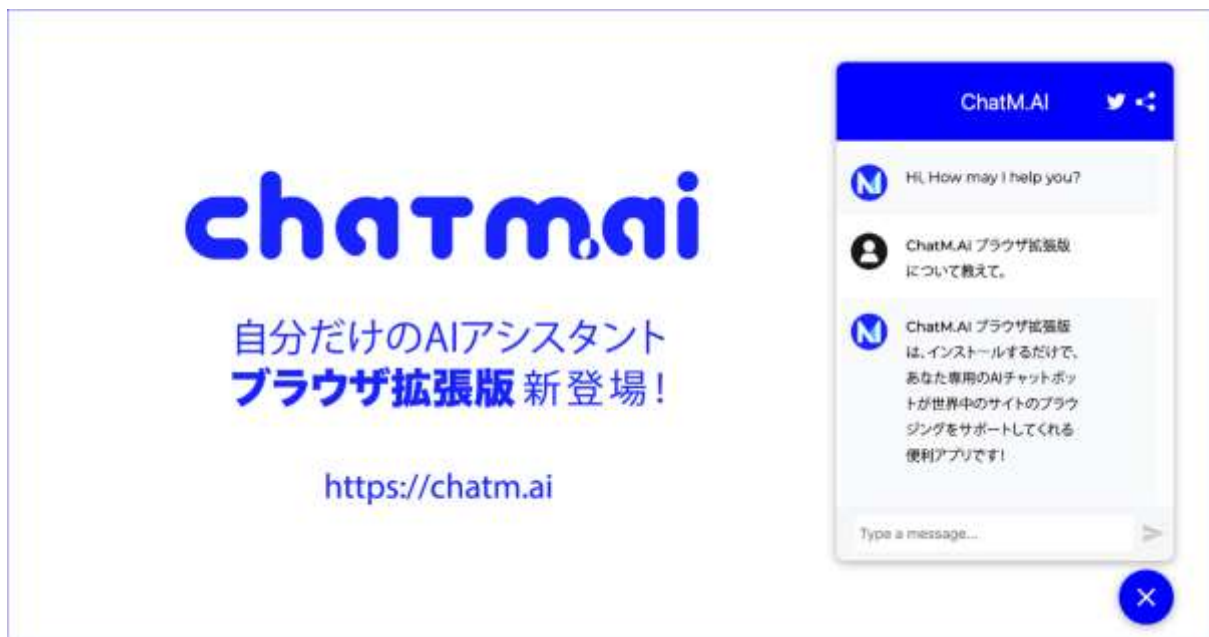 chatm.ai
自分だけのAIアシスタント
ブラウザ拡張版 新登場!
https://chatm.ai
ChatM.AI
Hi, How may I help you?
ChatM.AI ブラウザ拡張版
について教えて。
ChatM.AI ブラウザ拡張版
は、インストールするだけで、
あなた専用のAIチャットボッ
トが世界中のサイトのブラウ
ジングをサポートしてくれる
便利アプリです!
Type a message...